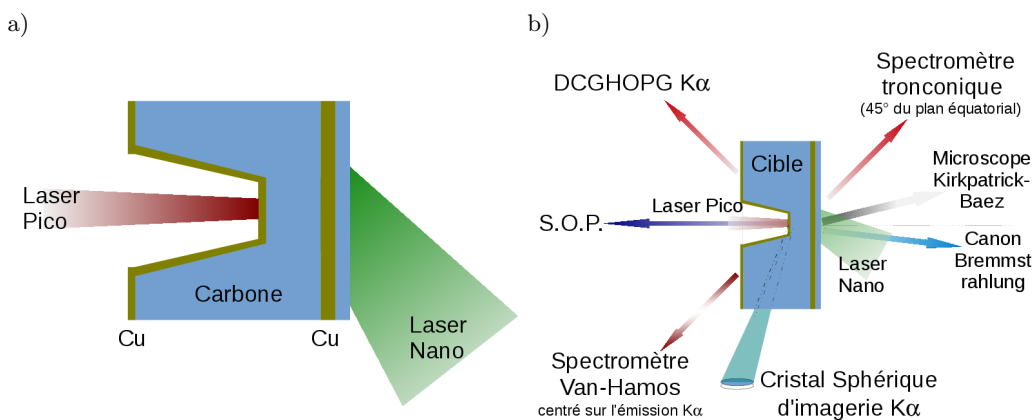 a)
Laser
Pico
Carbone
Cu
Cu
Laser
Nano
b)
DCGHOPG Kα
Spectromètre
tronconique
(45° du plan équatorial)
Cible
Microscope
Kirkpatrick-
Baez
Laser Pico
S.O.P.
Canon
Bremmst
rahlung
Laser
Nano
Spectromètre
Van-Hamos
centré sur l'émission Kα
Cristal Sphérique
d'imagerie Kα